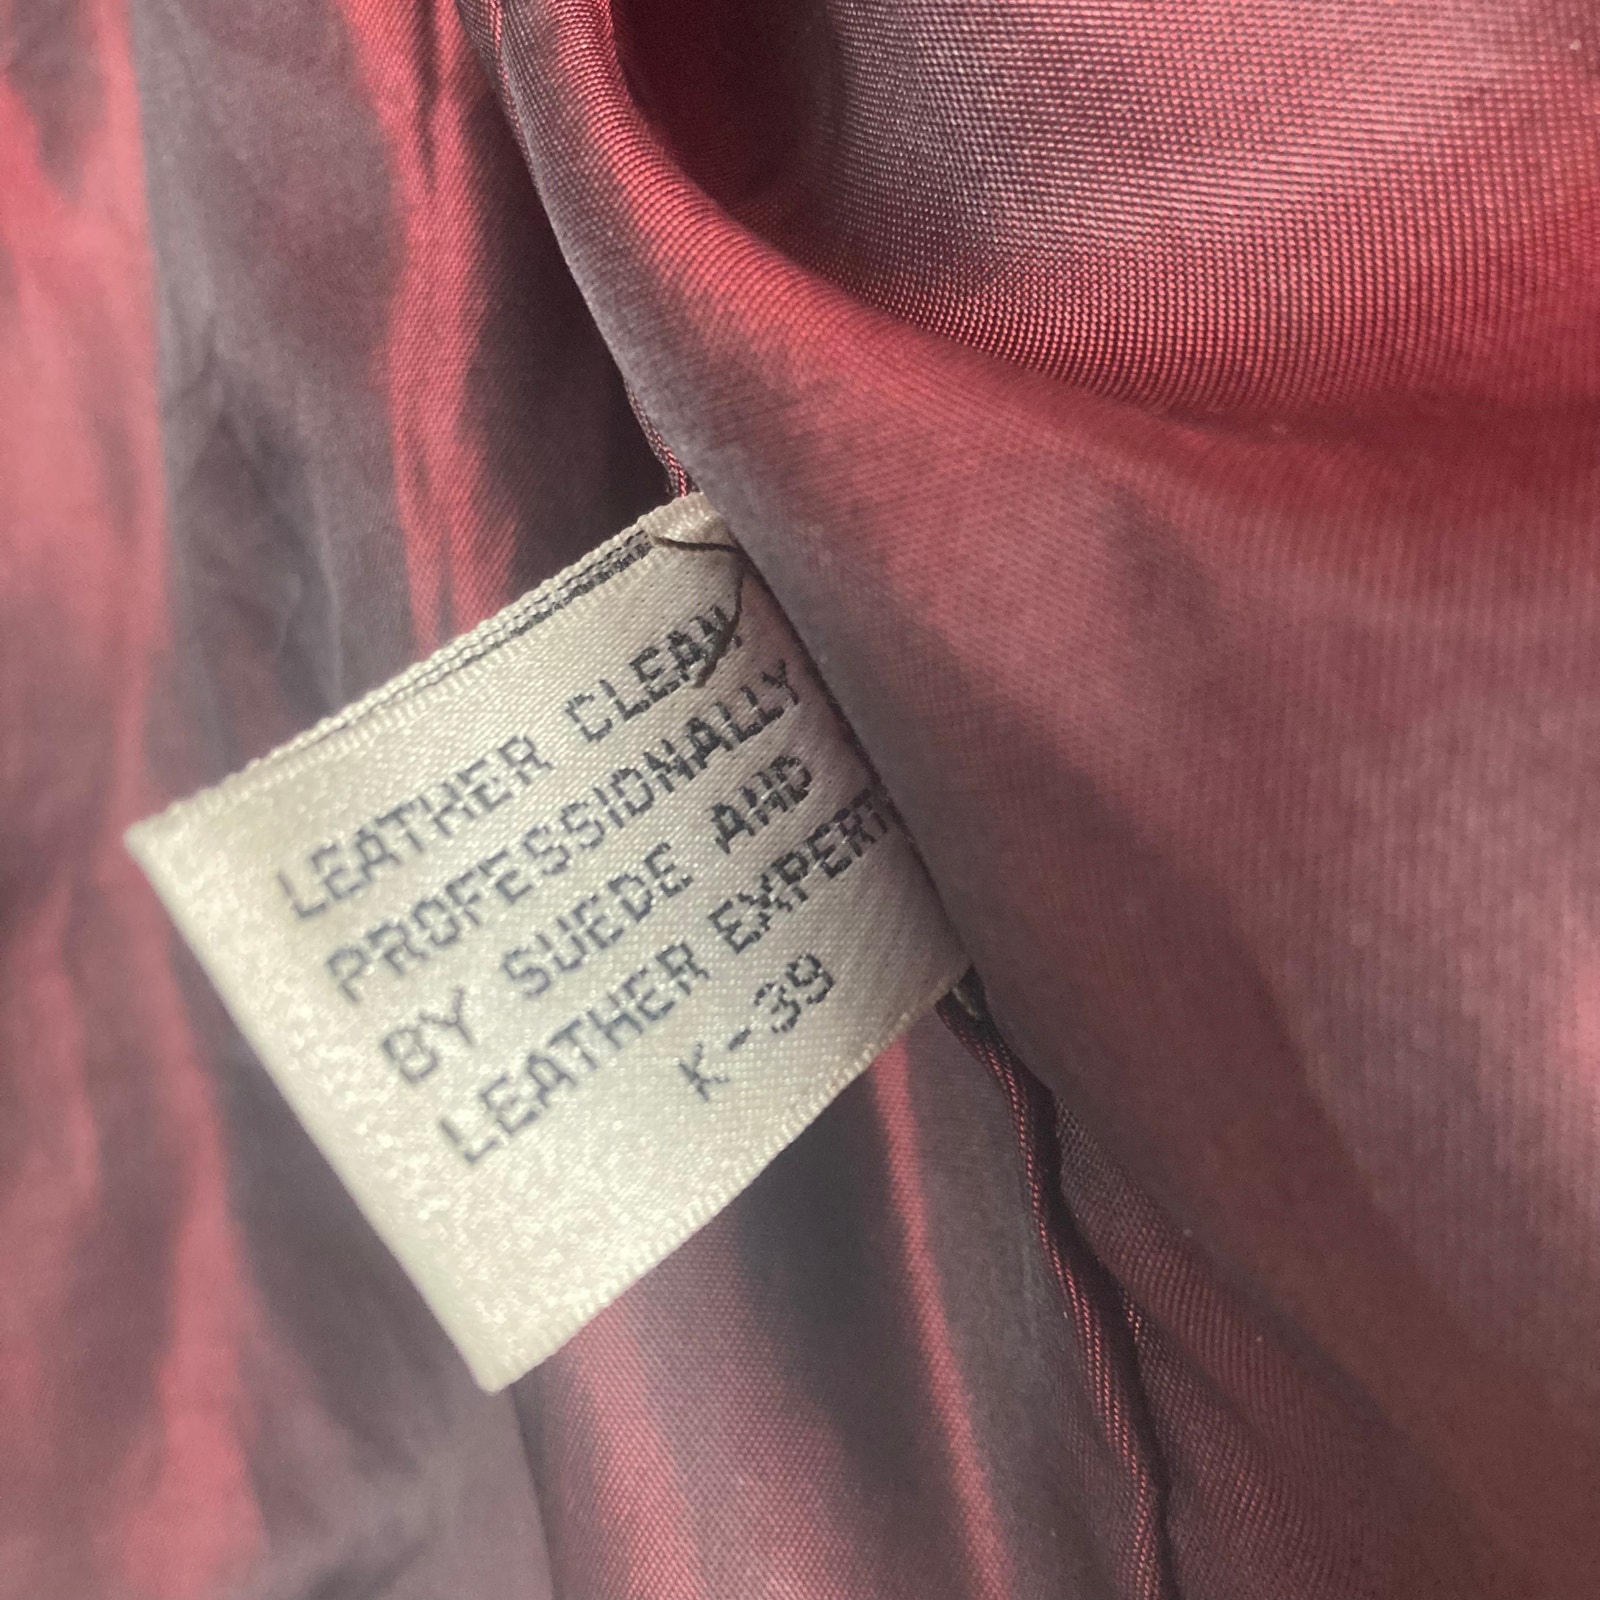 LEATHER CLEAN
PROFESSIONALLY
BY SUEDE AND
LEATHER EXPERT
K-39